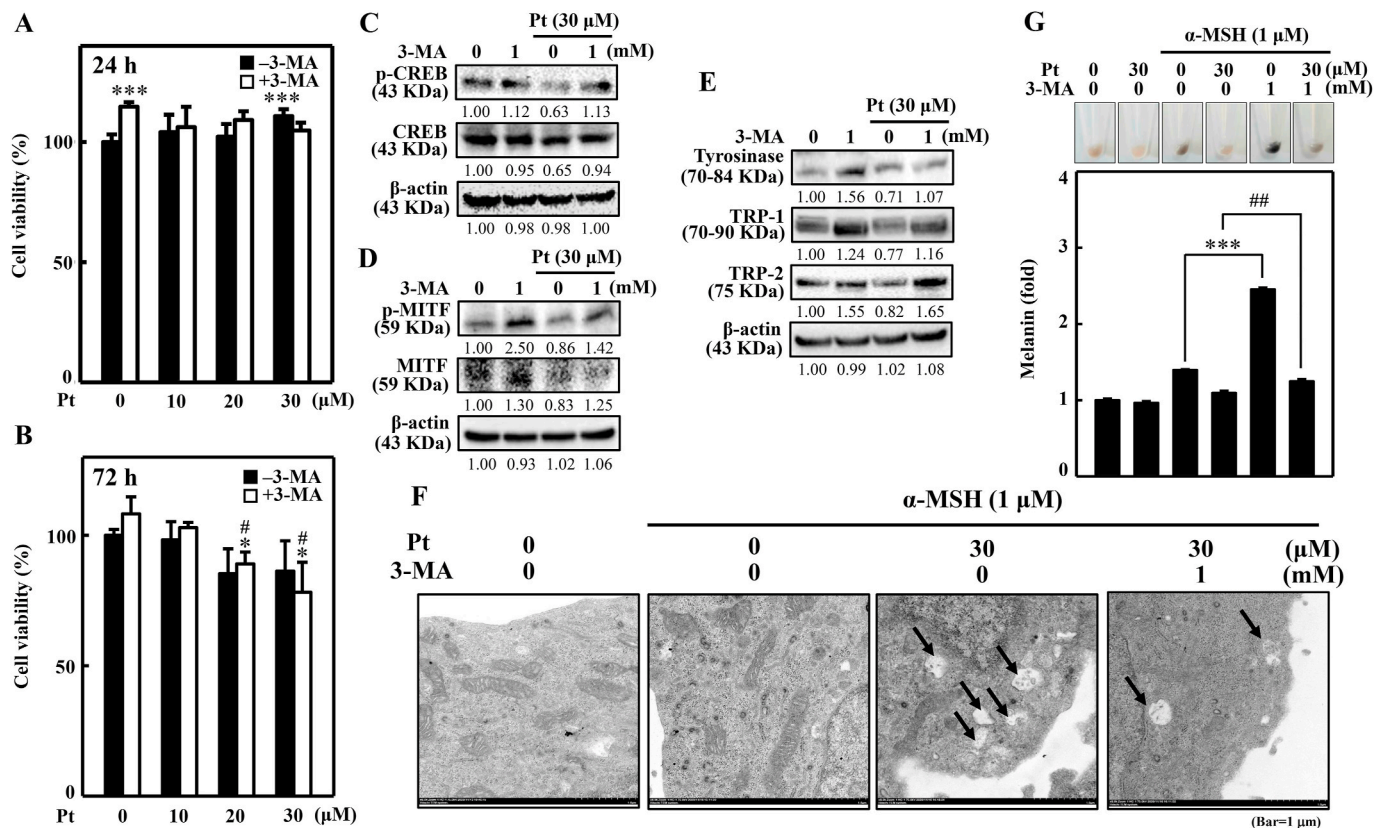 A
24 h
–3-MA
+3-MA
***
***
100
50
0
Cell viability (%)
Pt 0 10 20 30 (μM)
B
72 h
–3-MA
+3-MA
# #
* *
100
50
0
Cell viability (%)
Pt 0 10 20 30 (μM)
C
Pt (30 μM)
3-MA 0 1 0 1 (mM)
p-CREB
(43 KDa)
1.00 1.12 0.63 1.13
CREB
(43 KDa)
1.00 0.95 0.65 0.94
β-actin
(43 KDa)
1.00 0.98 0.98 1.00
D
Pt (30 μM)
3-MA 0 1 0 1 (mM)
p-MITF
(59 KDa)
1.00 2.50 0.86 1.42
MITF
(59 KDa)
1.00 1.30 0.83 1.25
β-actin
(43 KDa)
1.00 0.93 1.02 1.06
E
Pt (30 μM)
3-MA 0 1 0 1 (mM)
Tyrosinase
(70-84 KDa)
1.00 1.56 0.71 1.07
TRP-1
(70-90 KDa)
1.00 1.24 0.77 1.16
TRP-2
(75 KDa)
1.00 1.55 0.82 1.65
β-actin
(43 KDa)
1.00 0.99 1.02 1.08
F
α-MSH (1 μM)
Pt 0 0 30 30 (μM)
3-MA 0 0 0 1 (mM)
(Bar=1 μm)
G
α-MSH (1 μM)
Pt 0 30 0 30 0 30 (μM)
3-MA 0 0 0 0 1 1 (mM)
4
3
2
1
0
Melanin (fold)
##
***